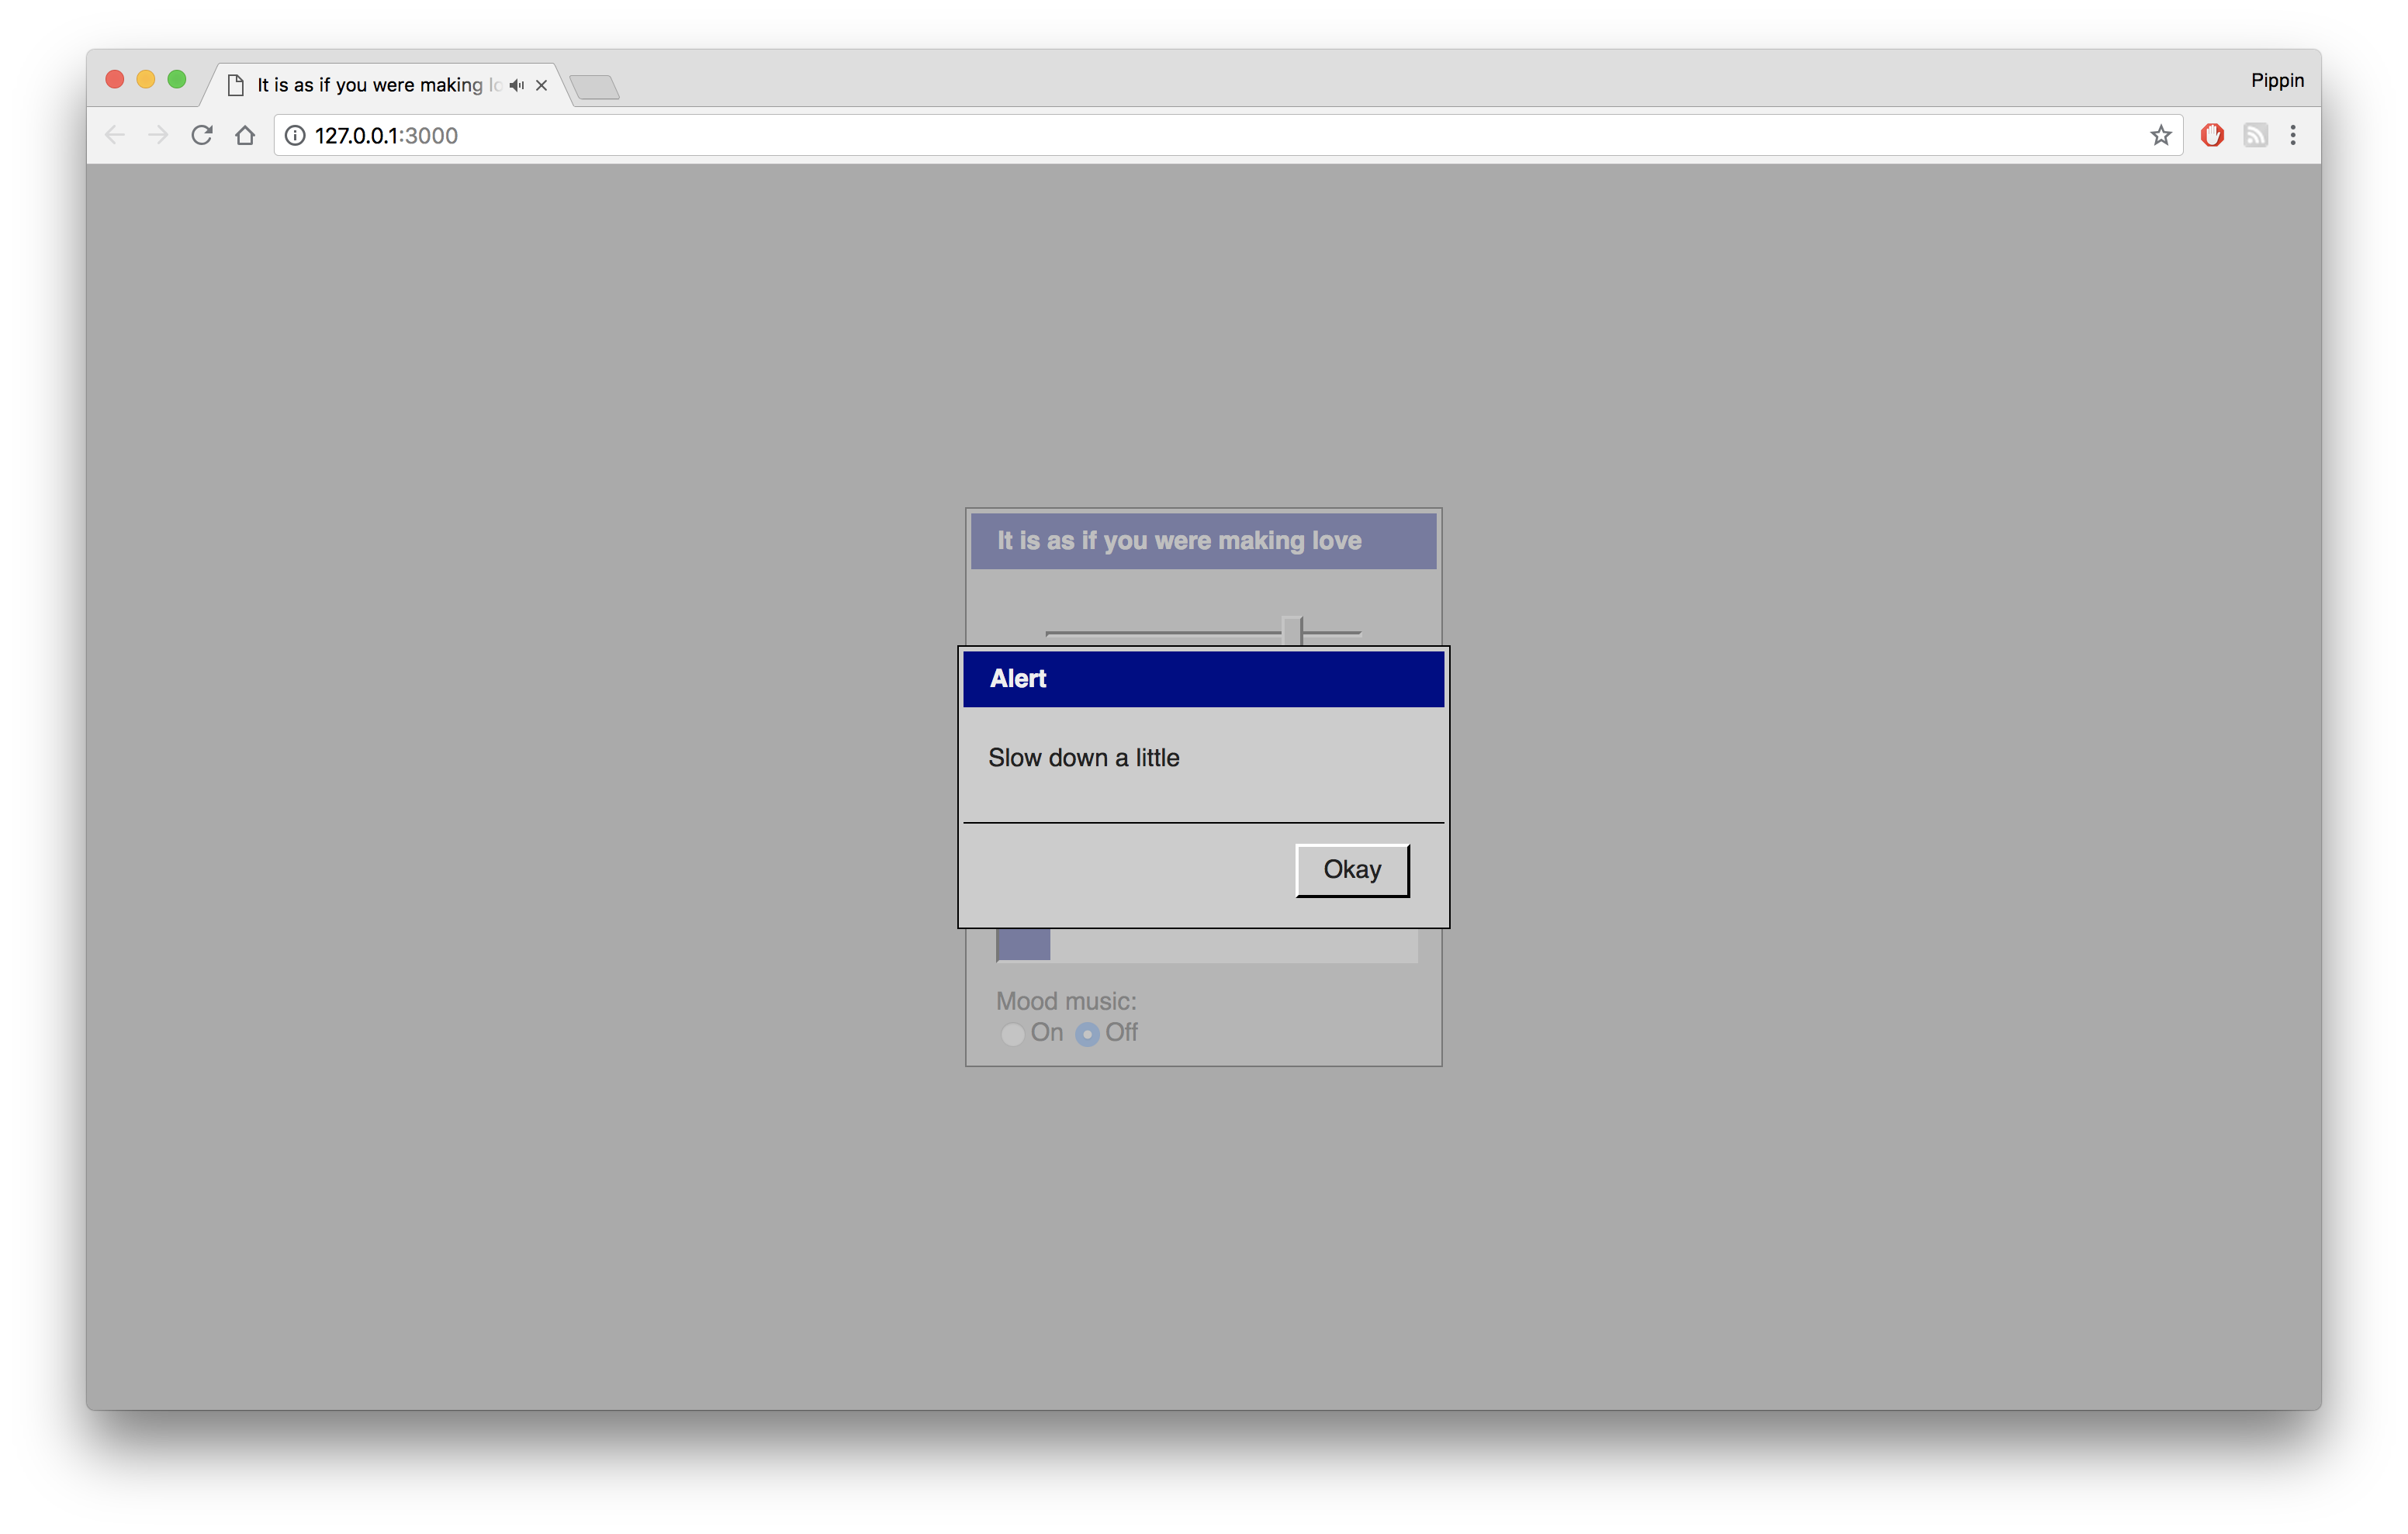 It is as if you were making lo
Pippin
127.0.0.1:3000
It is as if you were making love
Alert
Slow down a little
Okay
Mood music:
On Off